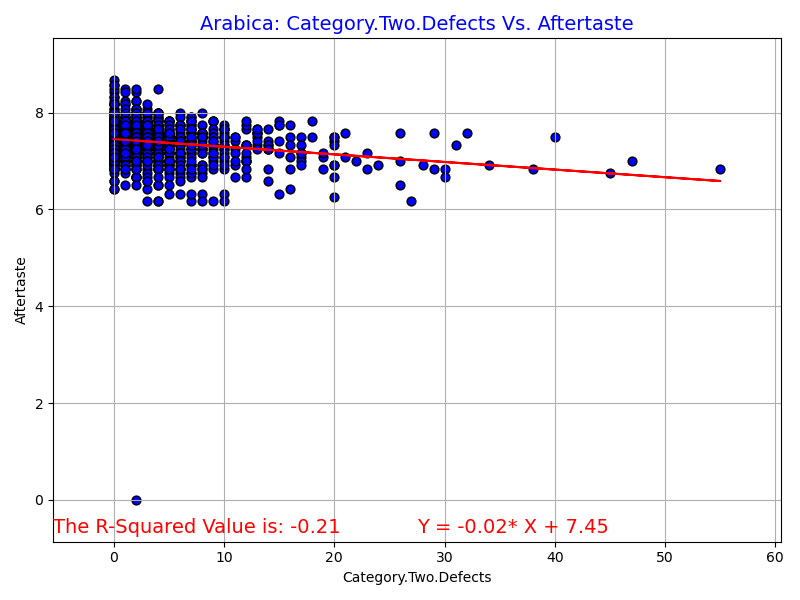 Arabica: Category.Two.Defects Vs. Aftertaste
8
6
4
2
0
Aftertaste
The R-Squared Value is: -0.21
Y = -0.02* X + 7.45
0 10 20 30 40 50 60
Category.Two.Defects